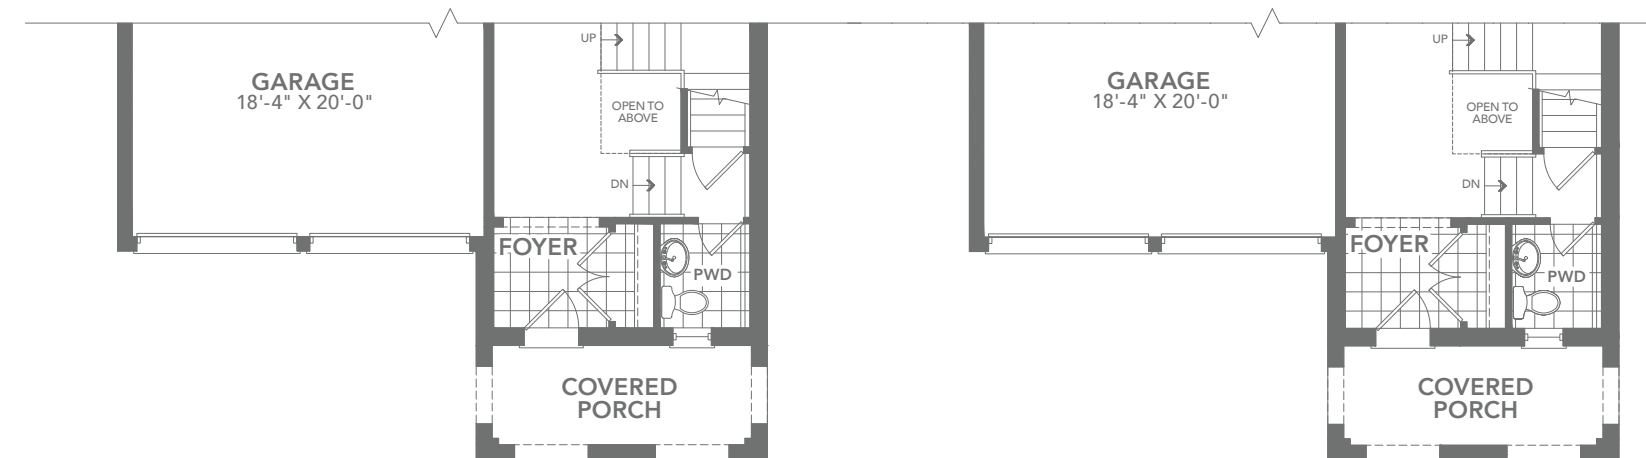 GARAGE
18'-4" X 20'-0"
UP
OPEN TO
ABOVE
DN
FOYER
PWD
COVERED
PORCH
GARAGE
18'-4" X 20'-0"
UP
OPEN TO
ABOVE
DN
FOYER
PWD
COVERED
PORCH